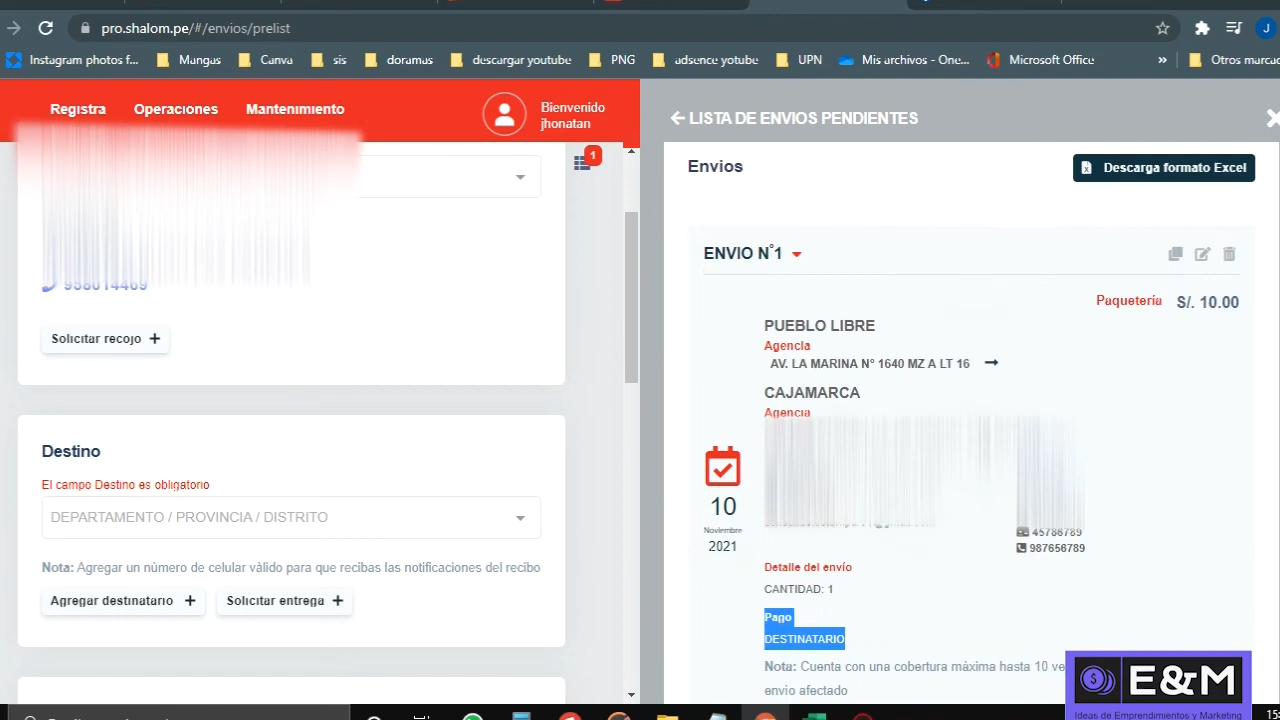 pro.shalom.pe/#/envios/prelist
J
Instagram photos f...
Mangas
Canva
sis
doramas
descargar youtube
PNG
adsence yotube
UPN
Mis archivos - One...
Microsoft Office
»
Otros marcad
Registra
Operaciones
Mantenimiento
Bienvenido
jhonatan
1
958014469
Solicitar recojo +
Destino
El campo Destino es obligatorio
DEPARTAMENTO / PROVINCIA / DISTRITO
Nota: Agregar un número de celular válido para que recibas las notificaciones del recibo
Agregar destinatario +
Solicitar entrega +
← LISTA DE ENVIOS PENDIENTES
Envios
Descarga formato Excel
ENVIO N°1
Paquetería S/. 10.00
PUEBLO LIBRE
Agencia
AV. LA MARINA N° 1640 MZ A LT 16 →
CAJAMARCA
Agencia
10
Noviembre
2021
45786789
987656789
Detalle del envío
CANTIDAD: 1
Pago
DESTINATARIO
Nota: Cuenta con una cobertura máxima hasta 10 ve
envio afectado
E&M
Ideas de Emprendimientos y Marketing
15: